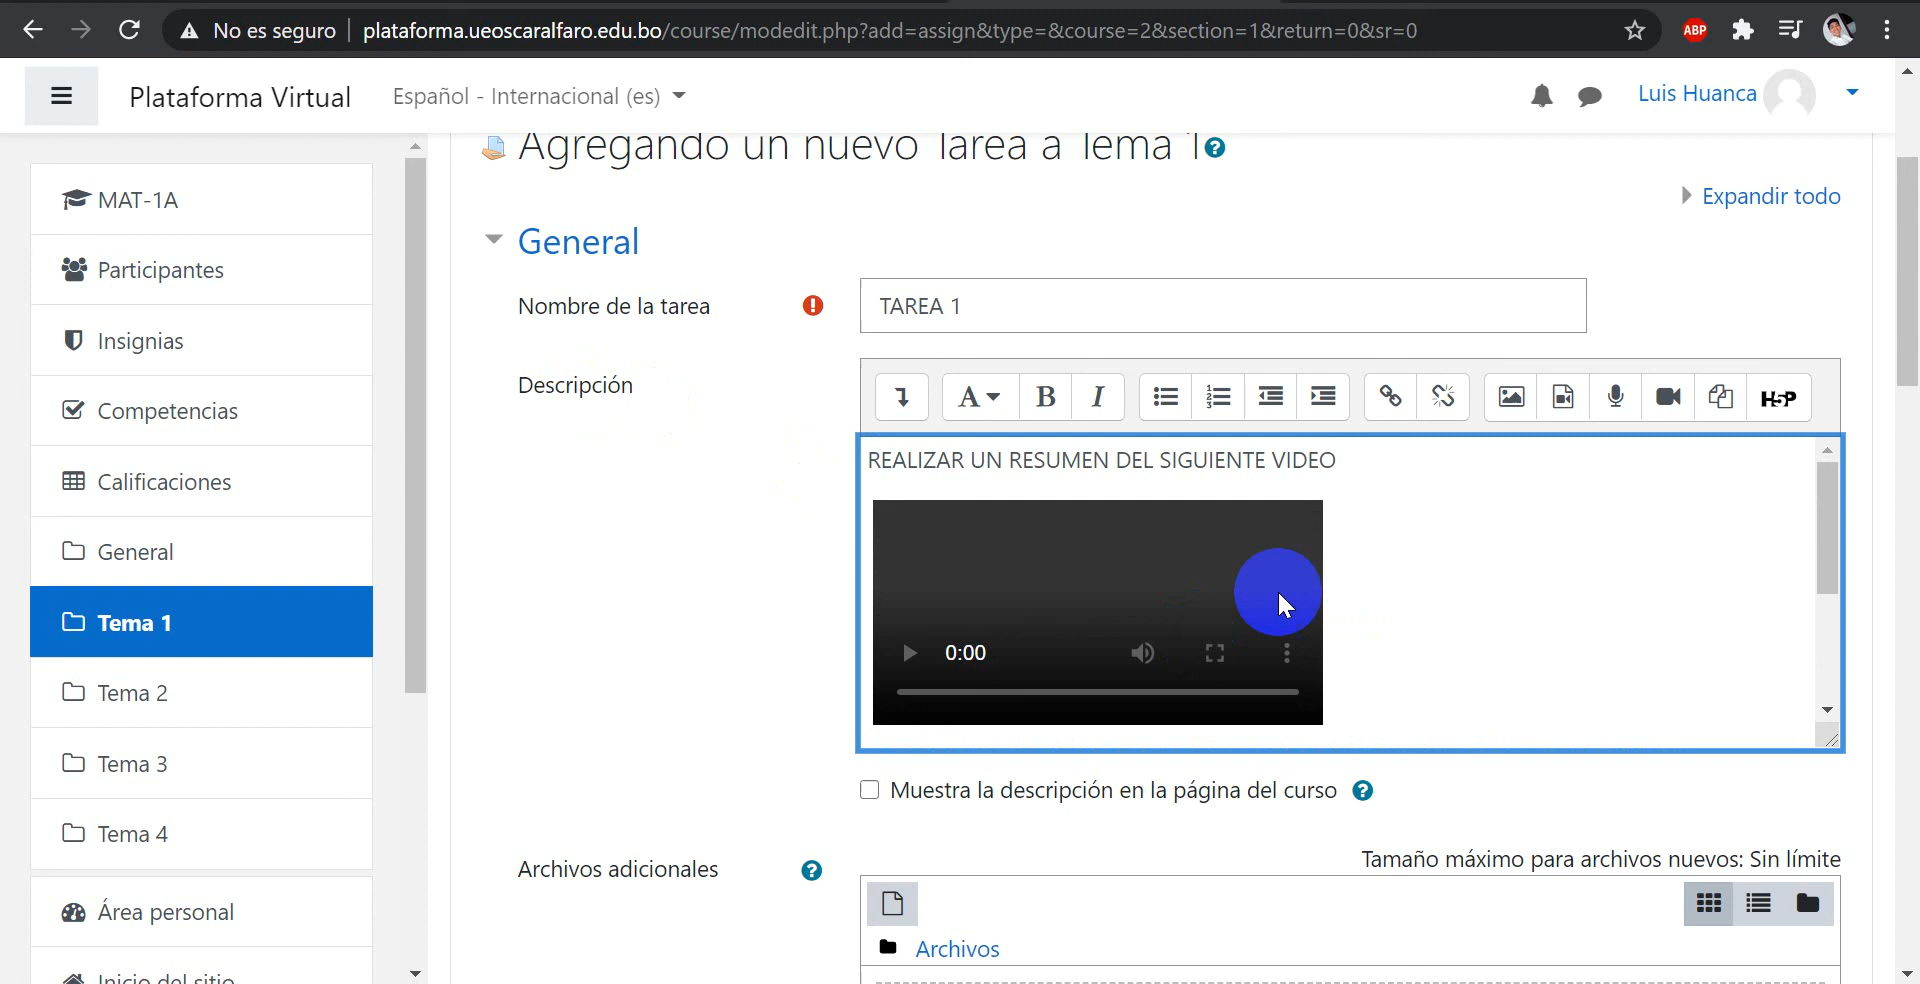 No es seguro
plataforma.ueoscaralfaro.edu.bo/course/modedit.php?add=assign&type=&course=2&section=1&return=0&sr=0
ABP
Plataforma Virtual
Español - Internacional (es)
Luis Huanca
MAT-1A
Participantes
Insignias
Competencias
Calificaciones
General
Tema 1
Tema 2
Tema 3
Tema 4
Área personal
Inicio del sitio
Agregando un nuevo Tarea a Tema 1
Expandir todo
General
Nombre de la tarea
TAREA 1
Descripción
A B I
H5P
REALIZAR UN RESUMEN DEL SIGUIENTE VIDEO
0:00
Muestra la descripción en la página del curso
Archivos adicionales
Tamaño máximo para archivos nuevos: Sin límite
Archivos